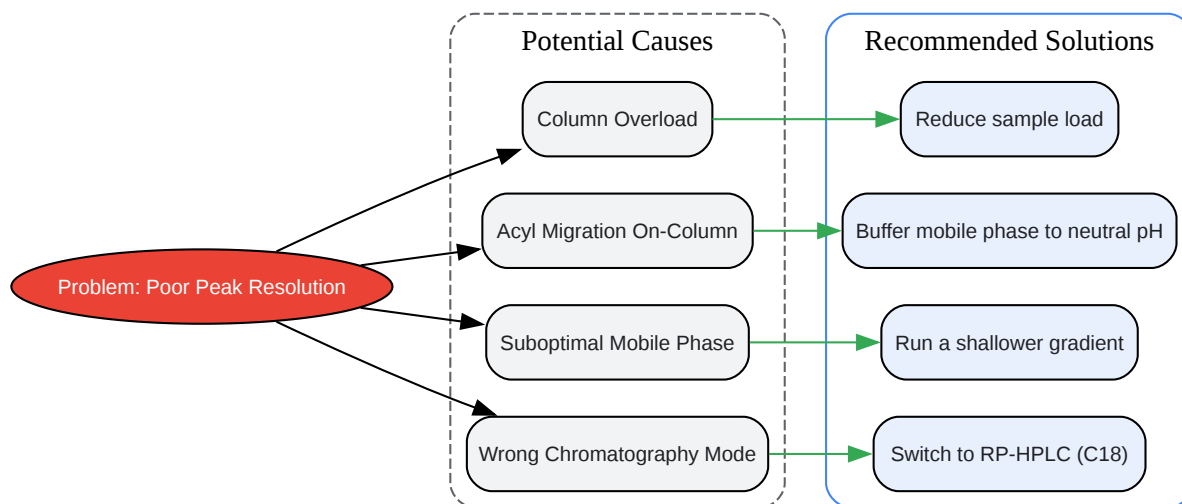 Potential Causes
Recommended Solutions
Column Overload
Reduce sample load
Acyl Migration On-Column
Buffer mobile phase to neutral pH
Problem: Poor Peak Resolution
Suboptimal Mobile Phase
Run a shallower gradient
Wrong Chromatography Mode
Switch to RP-HPLC (C18)